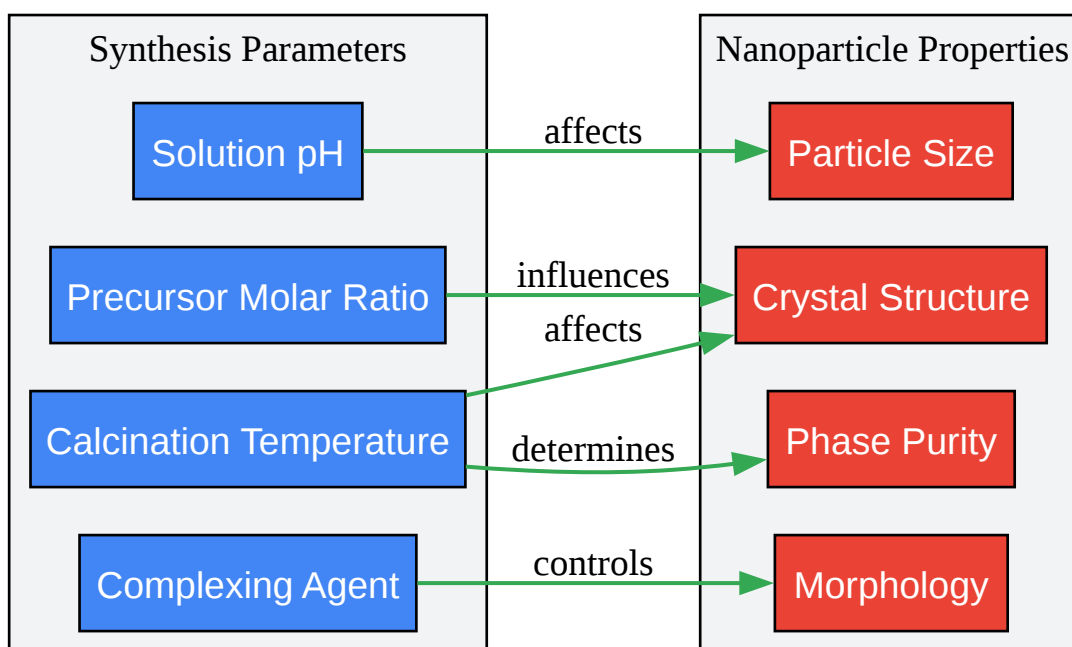 Synthesis Parameters
Nanoparticle Properties
Solution pH
affects
Particle Size
Precursor Molar Ratio
influences
Crystal Structure
affects
Calcination Temperature
determines
Phase Purity
Complexing Agent
controls
Morphology